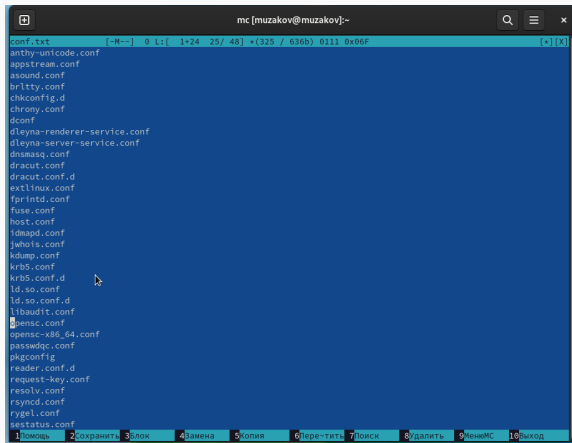 mc [muzakov@muzakov]:~
conf.txt [-M--] 0 L:[ 1+24 25/ 48] *(325 / 636b) 0111 0x06F [*][X]
anthy-unicode.conf
appstream.conf
asound.conf
brltty.conf
chkconfig.d
chrony.conf
dconf
dleyna-renderer-service.conf
dleyna-server-service.conf
dnsmasq.conf
dracut.conf
dracut.conf.d
extlinux.conf
fprintd.conf
fuse.conf
host.conf
idmapd.conf
jwhois.conf
kdump.conf
krb5.conf
krb5.conf.d
ld.so.conf
ld.so.conf.d
libaudit.conf
opensc.conf
opensc-x86_64.conf
passwdqc.conf
pkgconfig
reader.conf.d
request-key.conf
resolv.conf
rsyncd.conf
rygel.conf
sestatus.conf
1Помощь 2Сохранить 3Блок 4Замена 5Копия 6Пере~тить 7Поиск 8Удалить 9МенюMC 10Выход